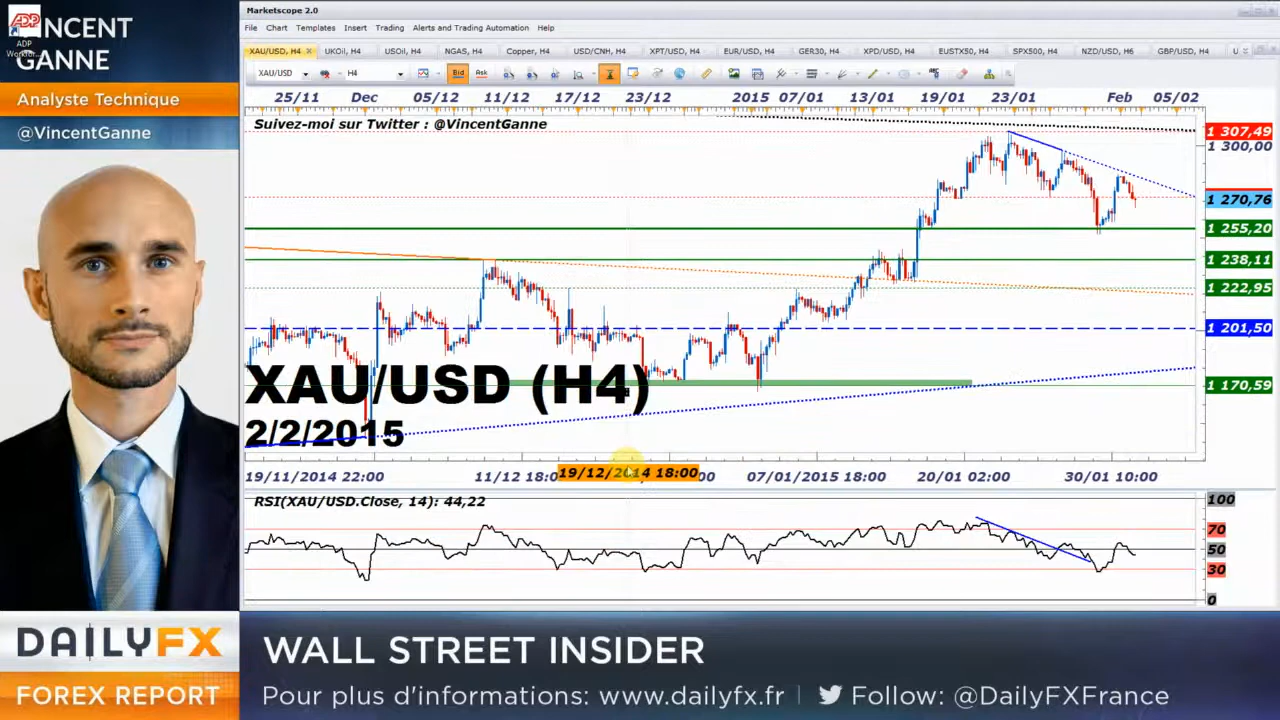 ADP
ADP
VINCENT
GANNE
Analyste Technique
@VincentGanne
Marketscope 2.0
File Chart Templates Insert Trading Alerts and Trading Automation Help
XAU/USD, H4 UKOil, H4 USOil, H4 NGAS, H4 Copper, H4 USD/CNH, H4 XPT/USD, H4 EUR/USD, H4 GER30, H4 XPD/USD, H4 EUSTX50, H4 SPX500, H4 NZD/USD, H6 GBP/USD, H4 U
XAU/USD H4 Bid Ask
25/11 Dec 05/12 11/12 17/12 23/12 2015 07/01 13/01 19/01 23/01 Feb 05/02
Suivez-moi sur Twitter : @VincentGanne
1 307,49
1 300,00
1 270,76
1 255,20
1 238,11
1 222,95
1 201,50
1 170,59
XAU/USD (H4)
2/2/2015
19/11/2014 22:00 11/12 18:00 19/12/2014 18:00 07/01/2015 18:00 20/01 22:00 30/01 10:00
RSI(XAU/USD.Close, 14): 44,22
100
70
50
30
0
DAILYFX
FOREX REPORT
WALL STREET INSIDER
Pour plus d'informations: www.dailyfx.fr | Follow: @DailyFXFrance